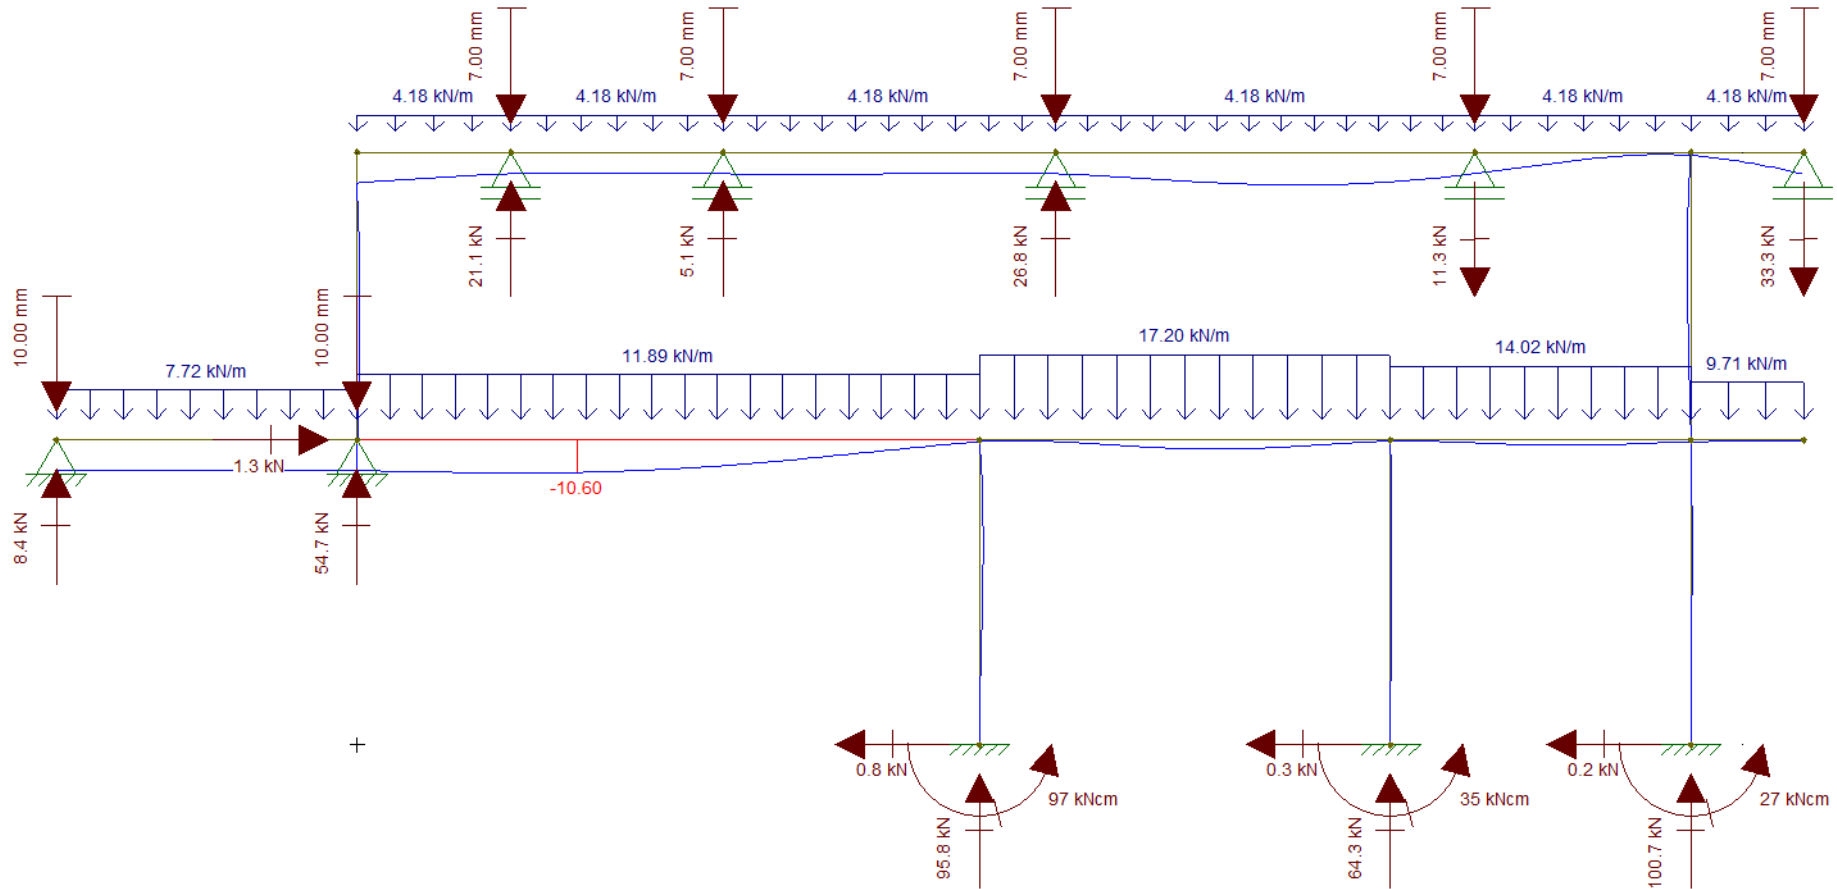 7.00 mm
7.00 mm
7.00 mm
7.00 mm
7.00 mm
4.18 kN/m
4.18 kN/m
4.18 kN/m
4.18 kN/m
4.18 kN/m
4.18 kN/m
21.1 kN
5.1 kN
26.8 kN
11.3 kN
33.3 kN
10.00 mm
10.00 mm
7.72 kN/m
11.89 kN/m
17.20 kN/m
14.02 kN/m
9.71 kN/m
1.3 kN
-10.60
8.4 kN
54.7 kN
0.8 kN
97 kNcm
95.8 kN
0.3 kN
35 kNcm
64.3 kN
0.2 kN
27 kNcm
100.7 kN